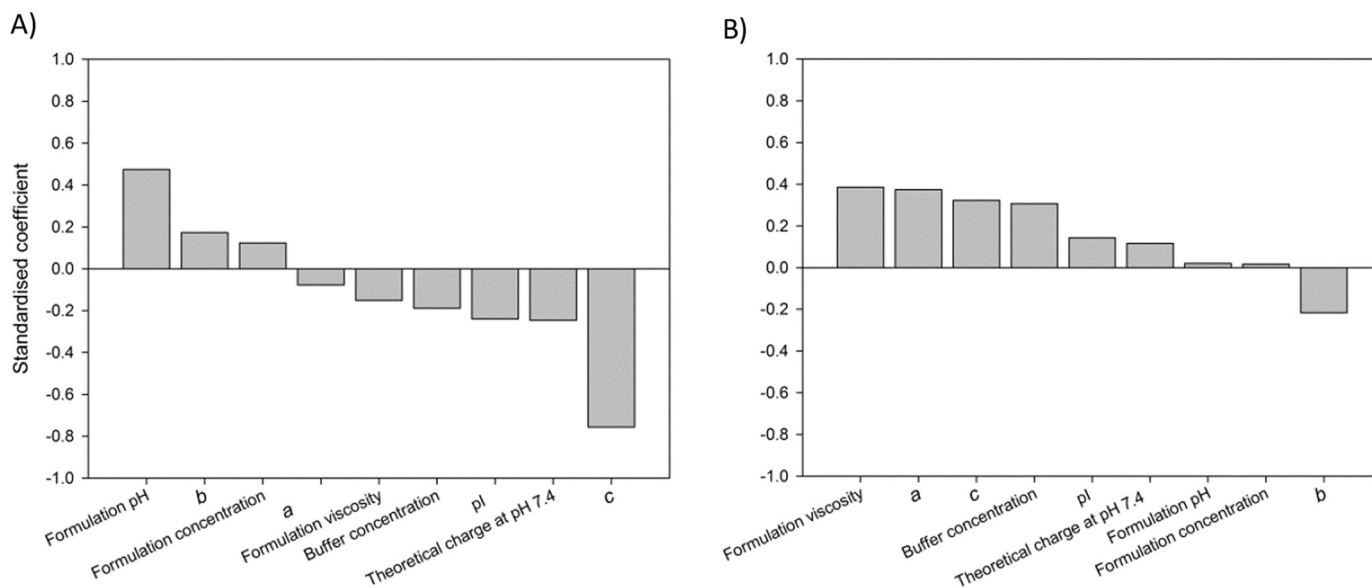 A)
Standardised coefficient
1.0
0.8
0.6
0.4
0.2
0.0
-0.2
-0.4
-0.6
-0.8
-1.0
Formulation pH
b
Formulation concentration
a
Formulation viscosity
Buffer concentration
pI
Theoretical charge at pH 7.4
c
B)
1.0
0.8
0.6
0.4
0.2
0.0
-0.2
-0.4
-0.6
-0.8
-1.0
Formulation viscosity
a
c
Buffer concentration
pI
Theoretical charge at pH 7.4
Formulation pH
Formulation concentration
b